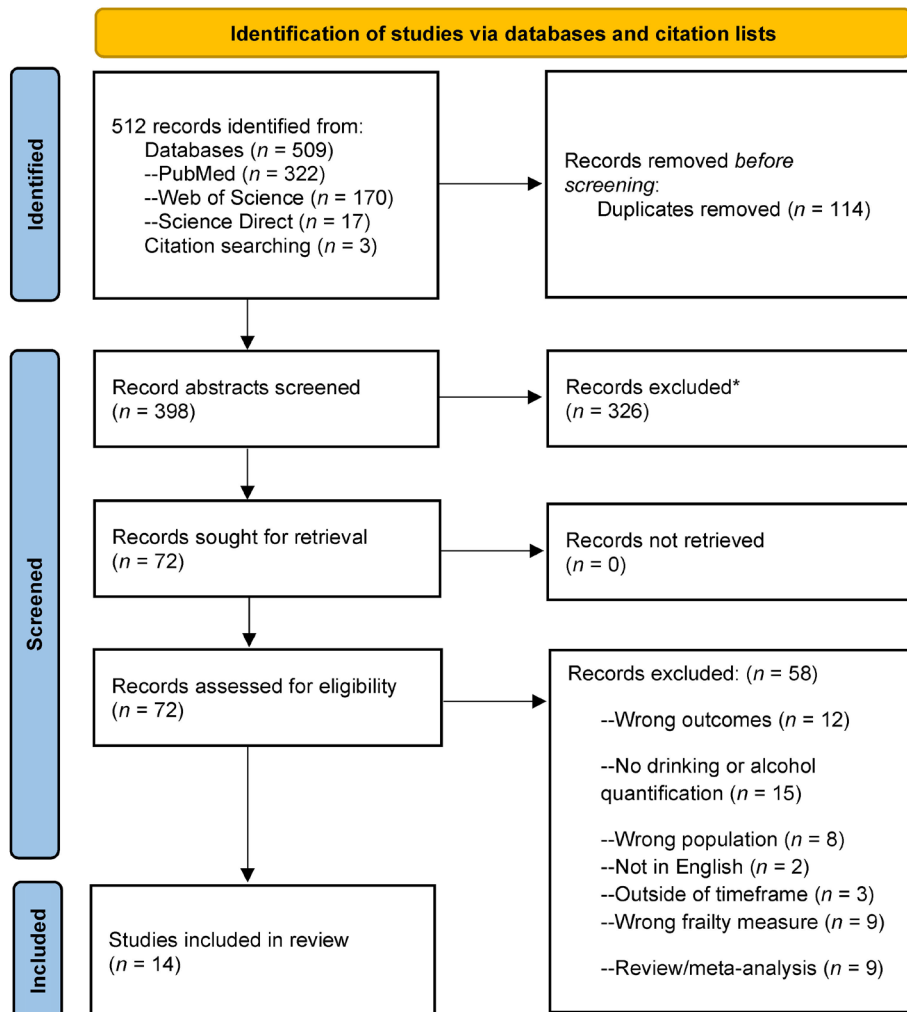 Identification of studies via databases and citation lists
Identified
512 records identified from:
Databases (n = 509)
--PubMed (n = 322)
--Web of Science (n = 170)
--Science Direct (n = 17)
Citation searching (n = 3)
Records removed before
screening:
Duplicates removed (n = 114)
Screened
Record abstracts screened
(n = 398)
Records excluded*
(n = 326)
Records sought for retrieval
(n = 72)
Records not retrieved
(n = 0)
Records assessed for eligibility
(n = 72)
Records excluded: (n = 58)
--Wrong outcomes (n = 12)
--No drinking or alcohol
quantification (n = 15)
--Wrong population (n = 8)
--Not in English (n = 2)
--Outside of timeframe (n = 3)
--Wrong frailty measure (n = 9)
--Review/meta-analysis (n = 9)
Included
Studies included in review
(n = 14)